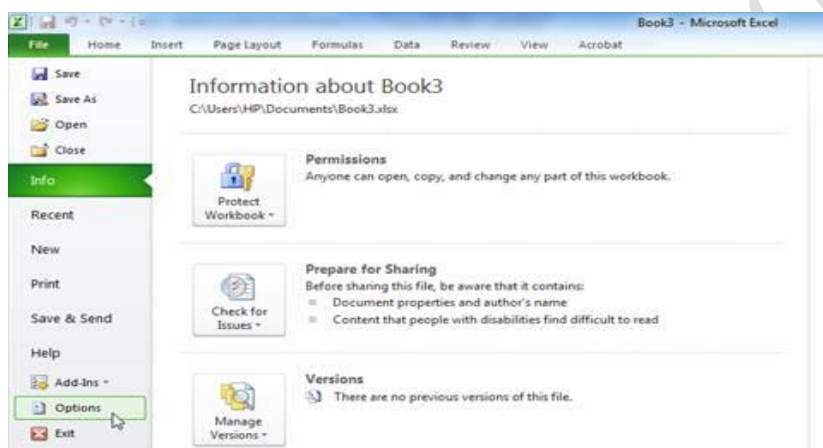 Book3 - Microsoft Excel
File Home Insert Page Layout Formulas Data Review View Acrobat
Save
Save As
Open
Close
Info
Recent
New
Print
Save & Send
Help
Add-Ins
Options
Exit
Information about Book3
C:\Users\HP\Documents\Book3.xlsx
Protect
Workbook
Permissions
Anyone can open, copy, and change any part of this workbook.
Check for
Issues
Prepare for Sharing
Before sharing this file, be aware that it contains:
Document properties and author's name
Content that people with disabilities find difficult to read
Manage
Versions
Versions
There are no previous versions of this file.